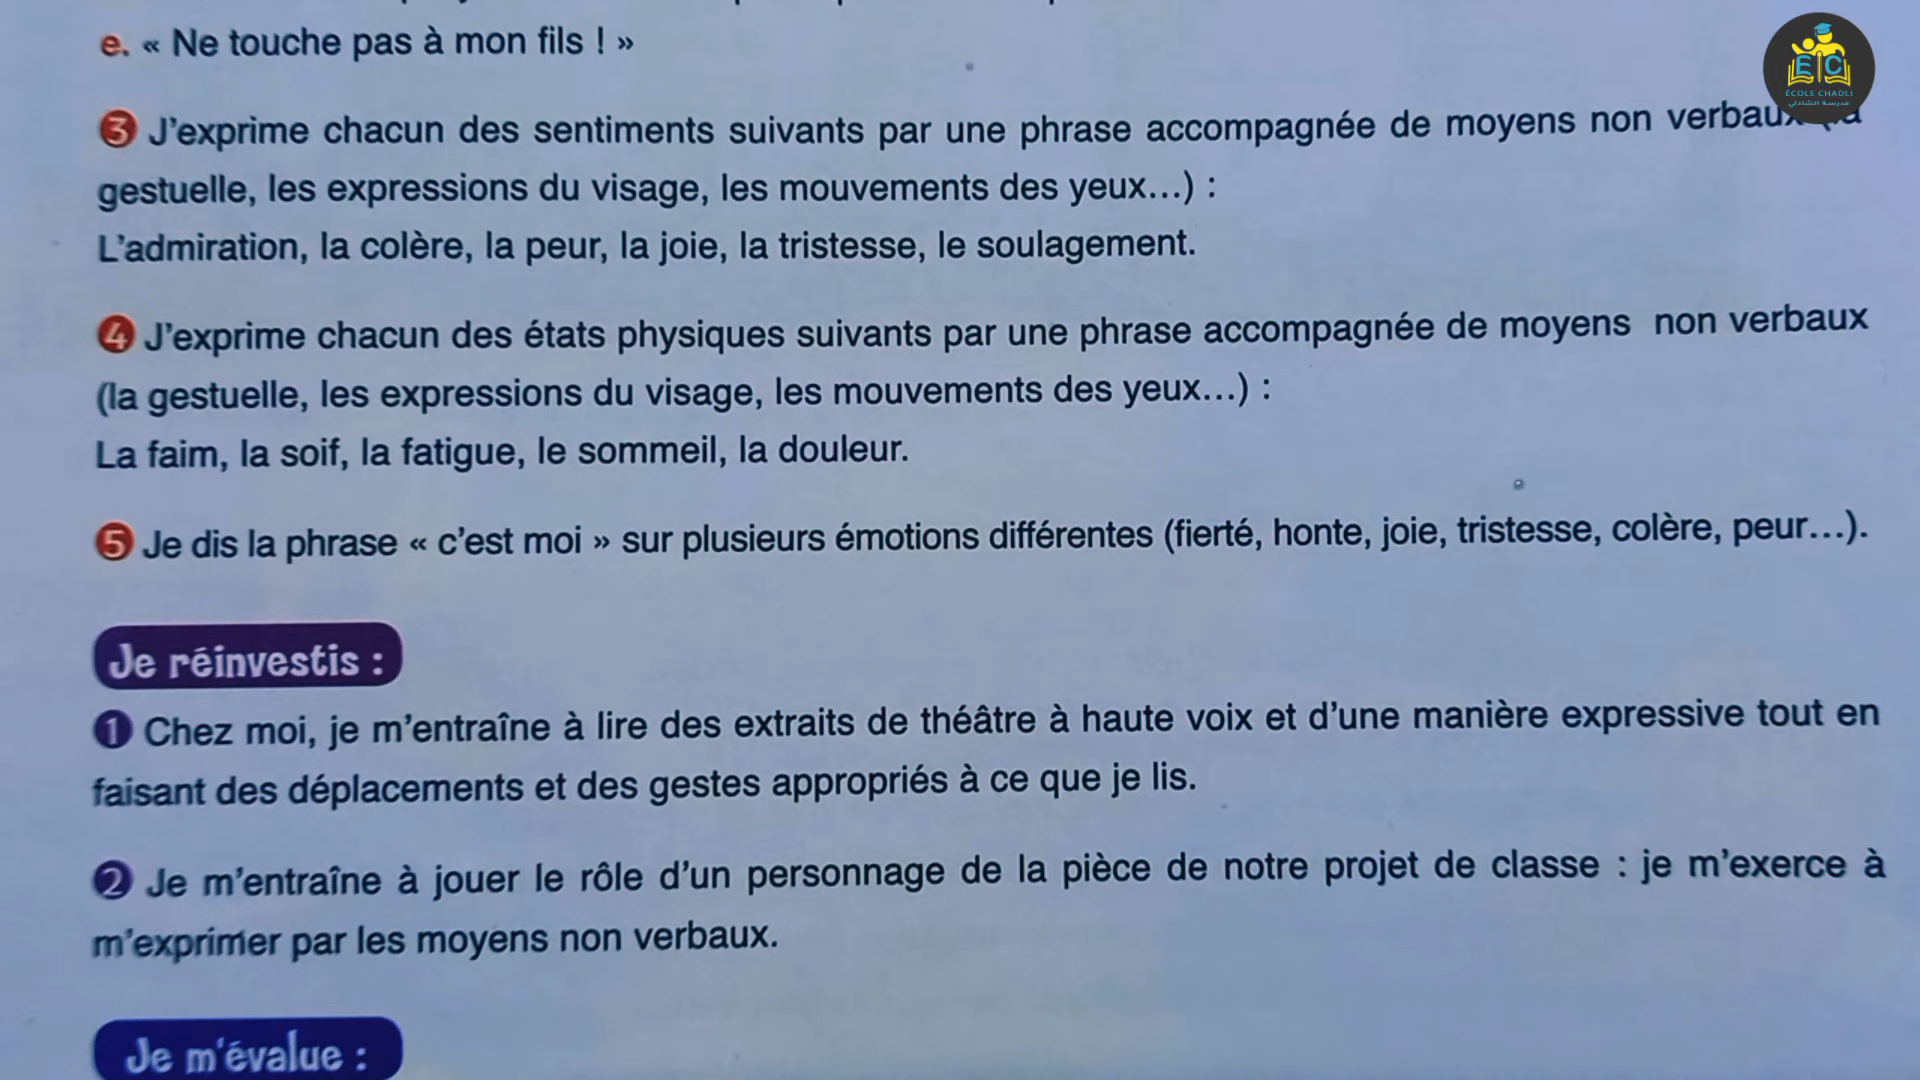 e. « Ne touche pas à mon fils ! »
ÉCOLE CHADLI
مدرسة الشادلي
3 J'exprime chacun des sentiments suivants par une phrase accompagnée de moyens non verbaux (la
gestuelle, les expressions du visage, les mouvements des yeux...) :
L'admiration, la colère, la peur, la joie, la tristesse, le soulagement.
4 J'exprime chacun des états physiques suivants par une phrase accompagnée de moyens non verbaux
(la gestuelle, les expressions du visage, les mouvements des yeux...) :
La faim, la soif, la fatigue, le sommeil, la douleur.
5 Je dis la phrase « c'est moi » sur plusieurs émotions différentes (fierté, honte, joie, tristesse, colère, peur...).
Je réinvestis :
1 Chez moi, je m'entraîne à lire des extraits de théâtre à haute voix et d'une manière expressive tout en
faisant des déplacements et des gestes appropriés à ce que je lis.
2 Je m'entraîne à jouer le rôle d'un personnage de la pièce de notre projet de classe : je m'exerce à
m'exprimer par les moyens non verbaux.
Je m'évalue :